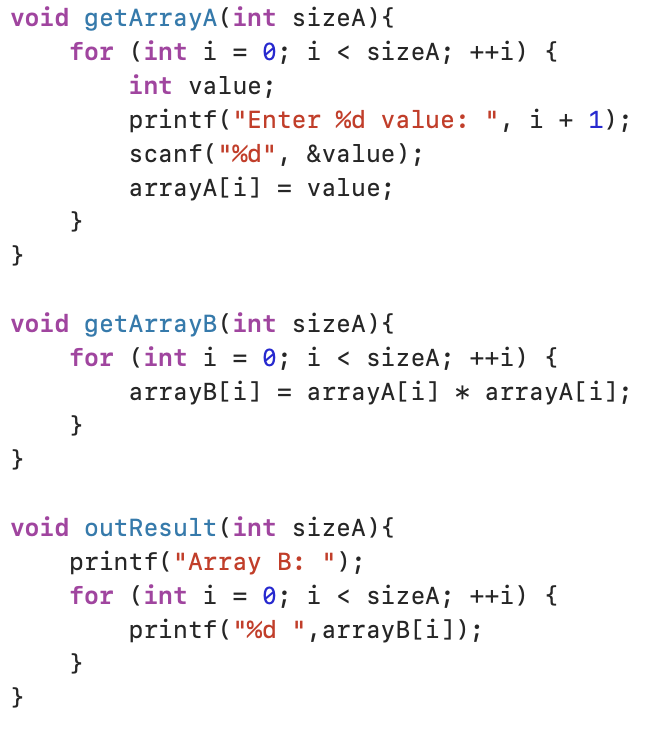 void getArrayA(int sizeA){
    for (int i = 0; i < sizeA; ++i) {
        int value;
        printf("Enter %d value: ", i + 1);
        scanf("%d", &value);
        arrayA[i] = value;
    }
}

void getArrayB(int sizeA){
    for (int i = 0; i < sizeA; ++i) {
        arrayB[i] = arrayA[i] * arrayA[i];
    }
}

void outResult(int sizeA){
    printf("Array B: ");
    for (int i = 0; i < sizeA; ++i) {
        printf("%d ",arrayB[i]);
    }
}